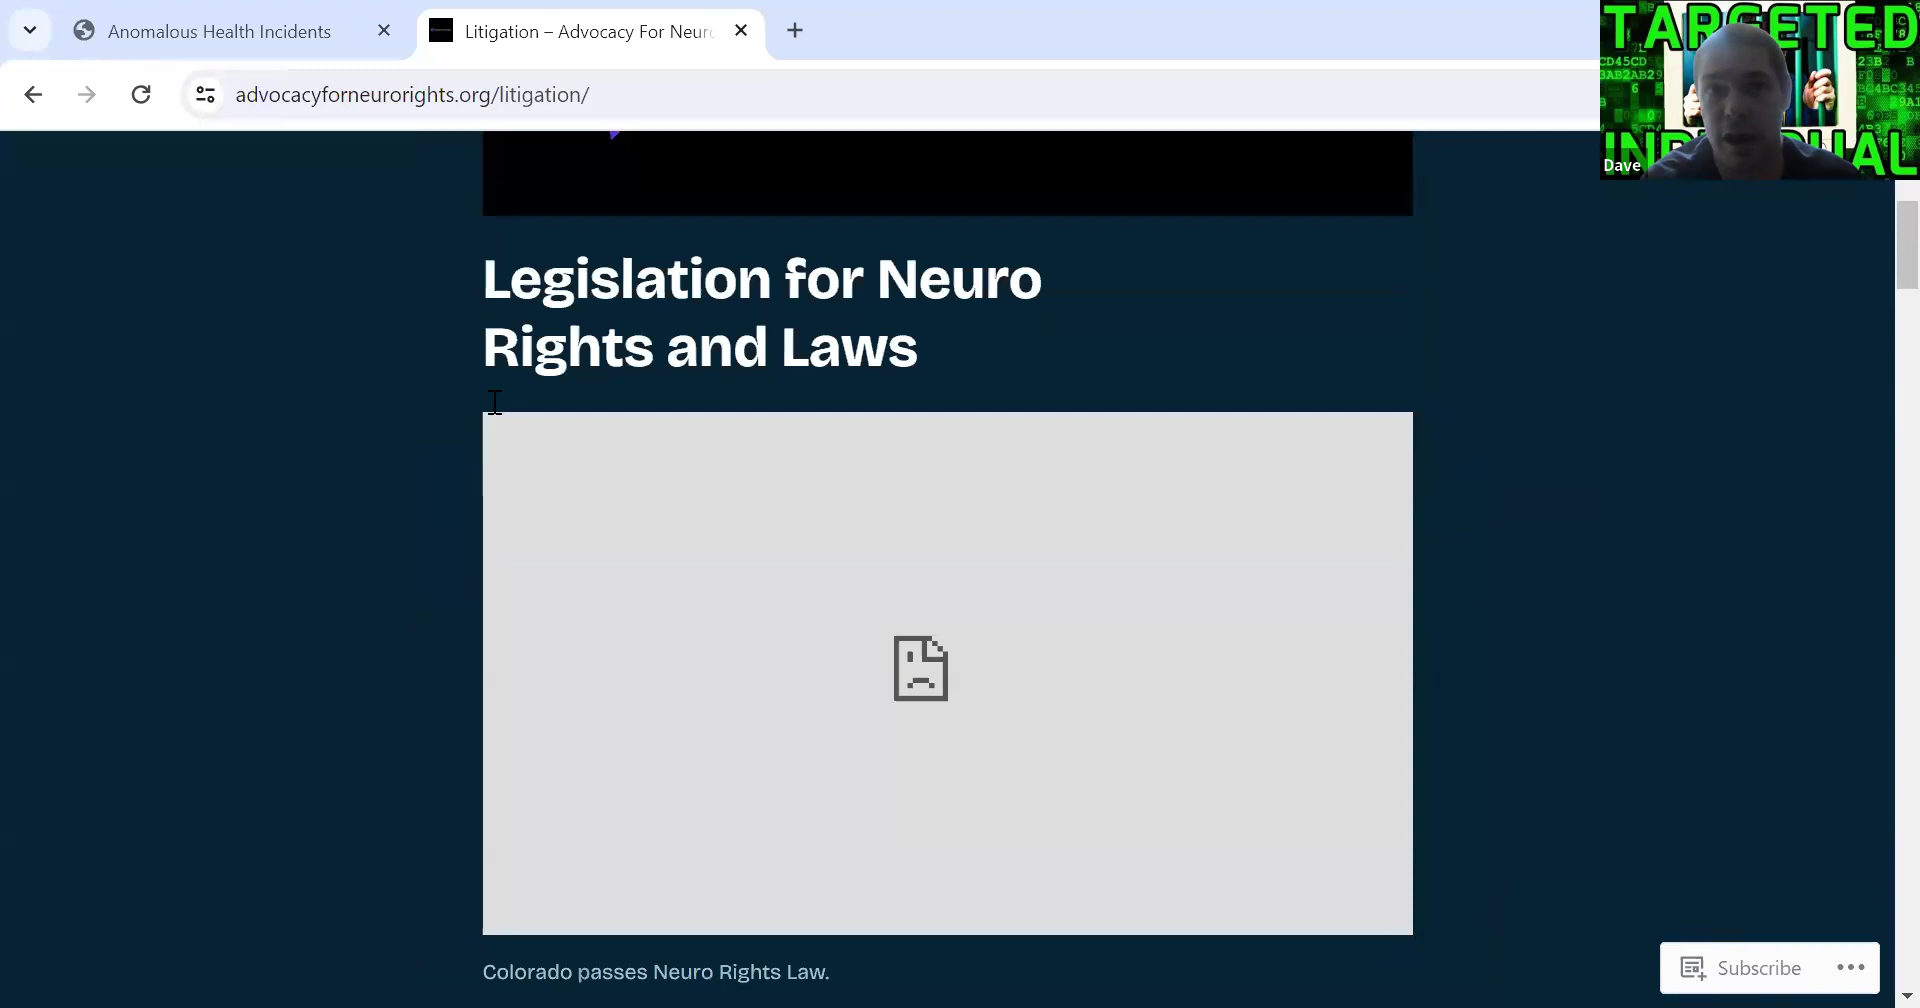 Anomalous Health Incidents
Litigation – Advocacy For Neur
advocacyforneurorights.org/litigation/
TARGETED
INDIVIDUAL
Dave
Legislation for Neuro
Rights and Laws
Colorado passes Neuro Rights Law.
Subscribe